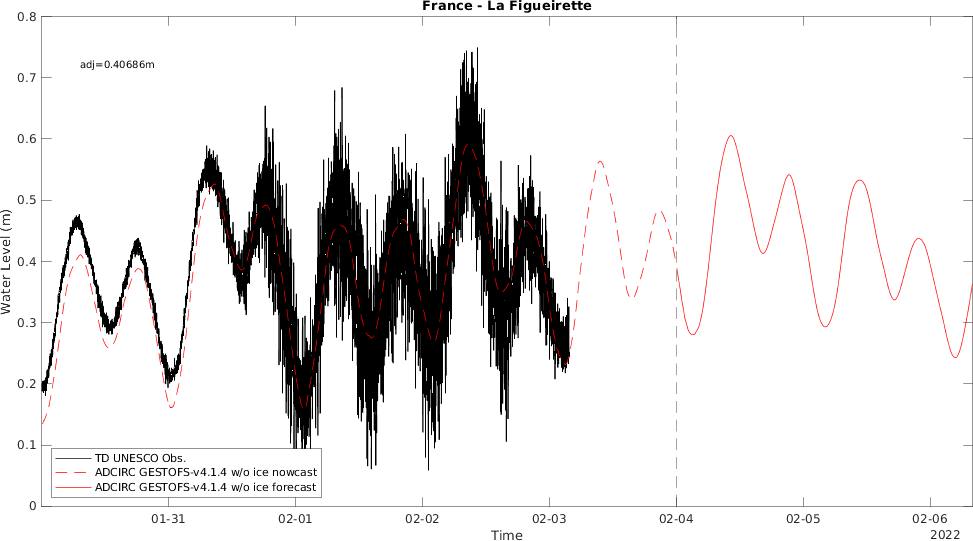 France - La Figueirette
0.8
0.7
0.6
0.5
0.4
0.3
0.2
0.1
0
Water Level (m)
adj=0.40686m
TD UNESCO Obs.
ADCIRC GESTOFS-v4.1.4 w/o ice nowcast
ADCIRC GESTOFS-v4.1.4 w/o ice forecast
01-31 02-01 02-02 02-03 02-04 02-05 02-06
Time
2022